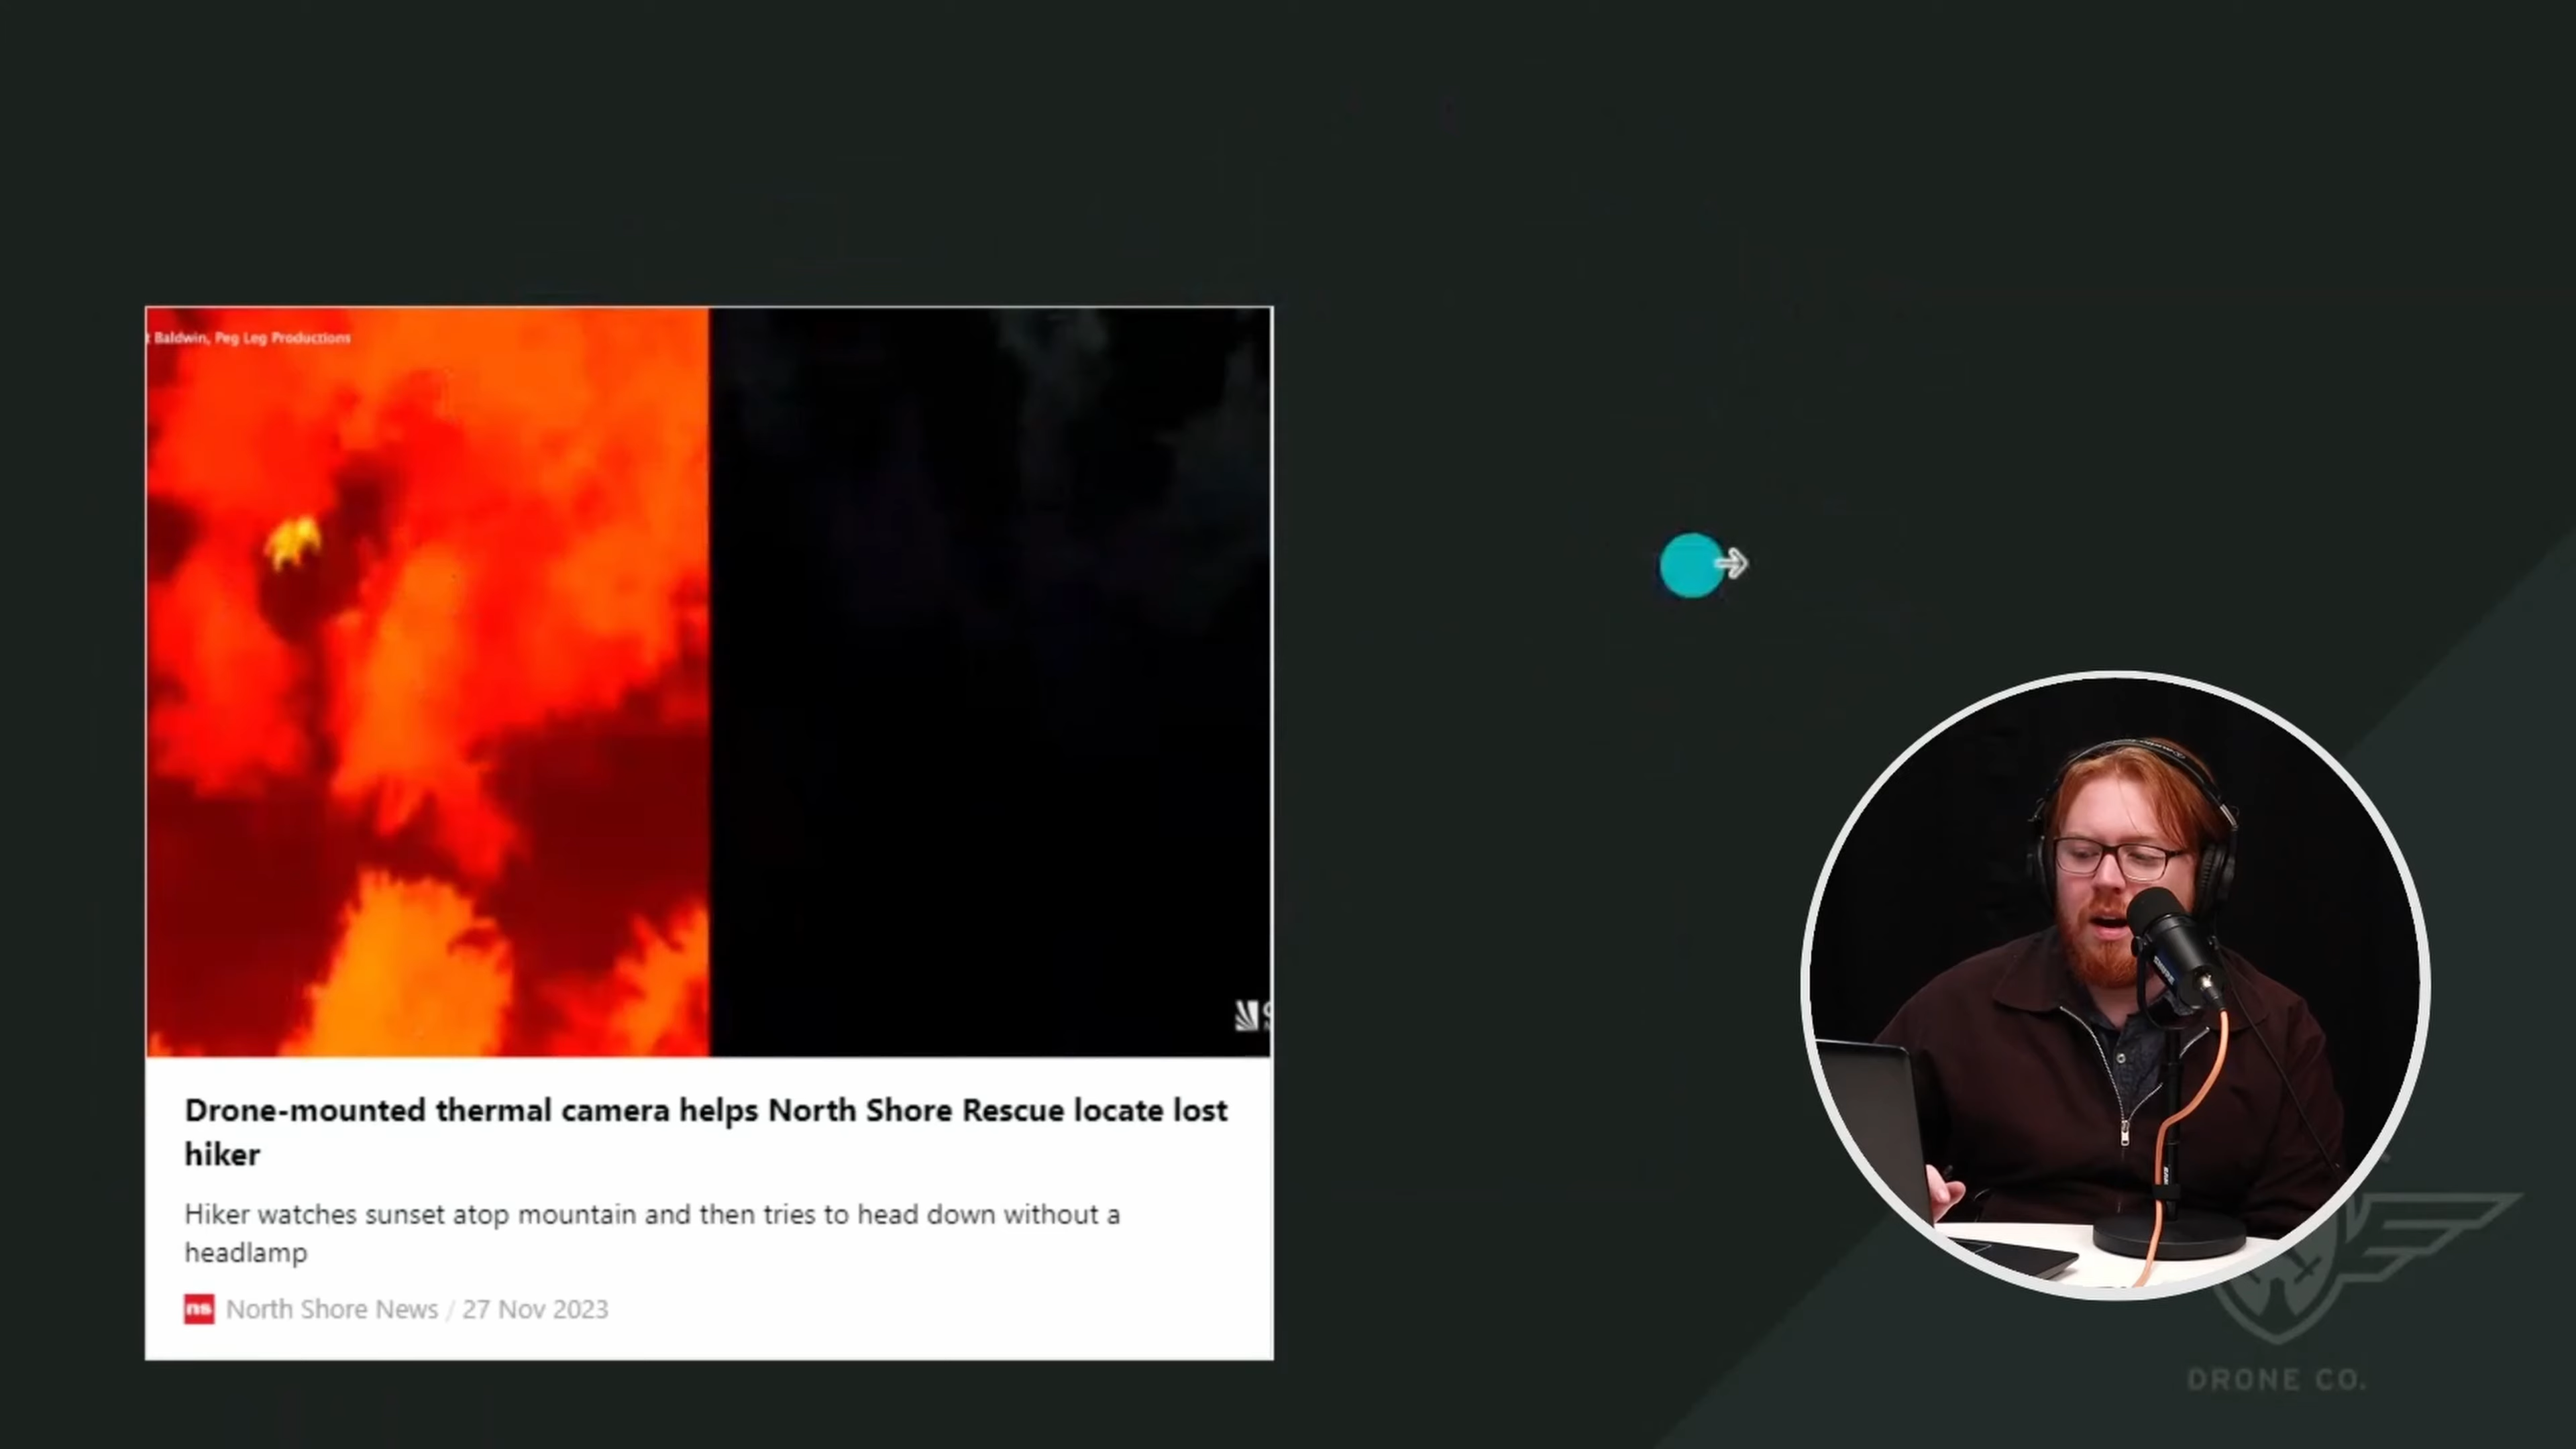 t Baldwin, Peg Leg Productions
Drone-mounted thermal camera helps North Shore Rescue locate lost
hiker
Hiker watches sunset atop mountain and then tries to head down without a
headlamp
ns North Shore News / 27 Nov 2023
DRONE CO.